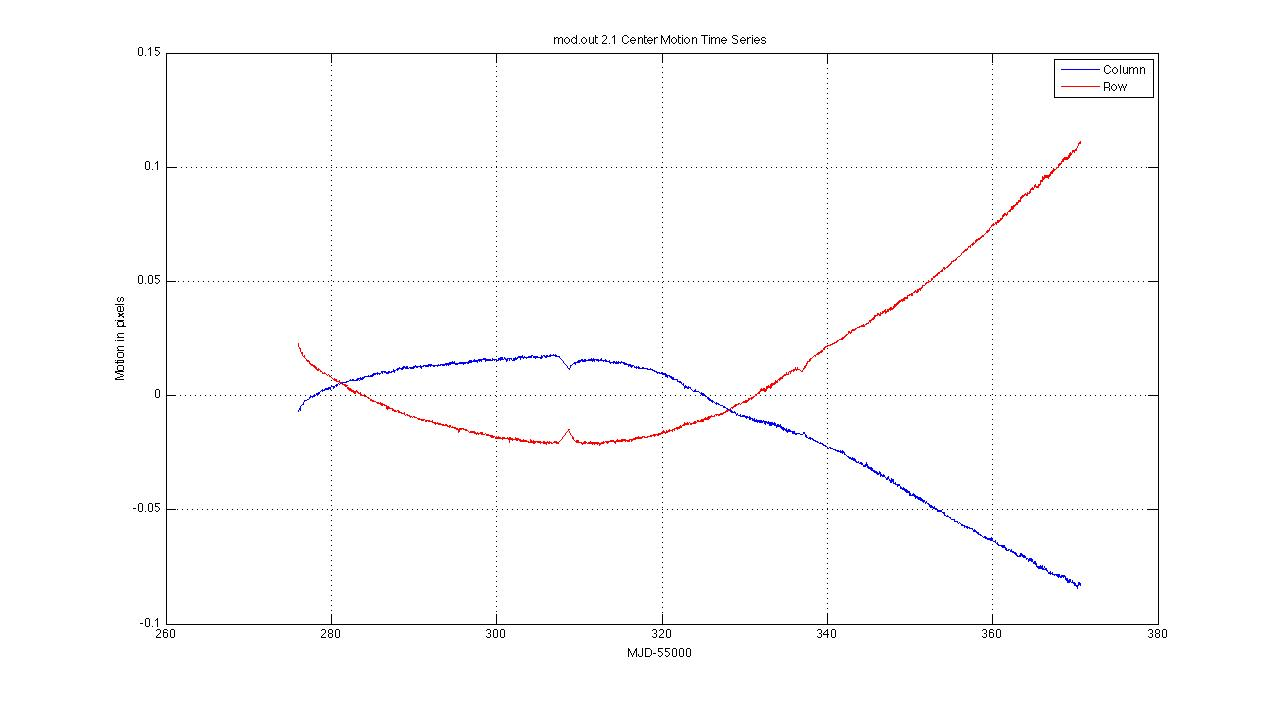 mod.out 2.1 Center Motion Time Series
Column
Row
0.15
0.1
0.05
0
-0.05
-0.1
Motion in pixels
260 280 300 320 340 360 380
MJD-55000